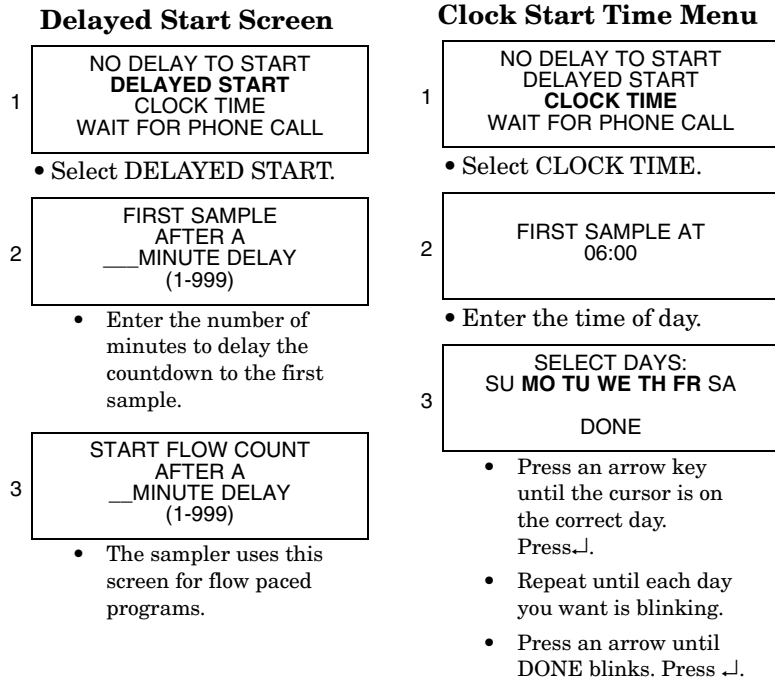 Delayed Start Screen
1
NO DELAY TO START
DELAYED START
CLOCK TIME
WAIT FOR PHONE CALL
• Select DELAYED START.
2
FIRST SAMPLE
AFTER A
___MINUTE DELAY
(1-999)
• Enter the number of
minutes to delay the
countdown to the first
sample.
3
START FLOW COUNT
AFTER A
__MINUTE DELAY
(1-999)
• The sampler uses this
screen for flow paced
programs.
Clock Start Time Menu
1
NO DELAY TO START
DELAYED START
CLOCK TIME
WAIT FOR PHONE CALL
• Select CLOCK TIME.
2
FIRST SAMPLE AT
06:00
• Enter the time of day.
3
SELECT DAYS:
SU MO TU WE TH FR SA
DONE
• Press an arrow key
until the cursor is on
the correct day.
Press↵.
• Repeat until each day
you want is blinking.
• Press an arrow until
DONE blinks. Press ↵.